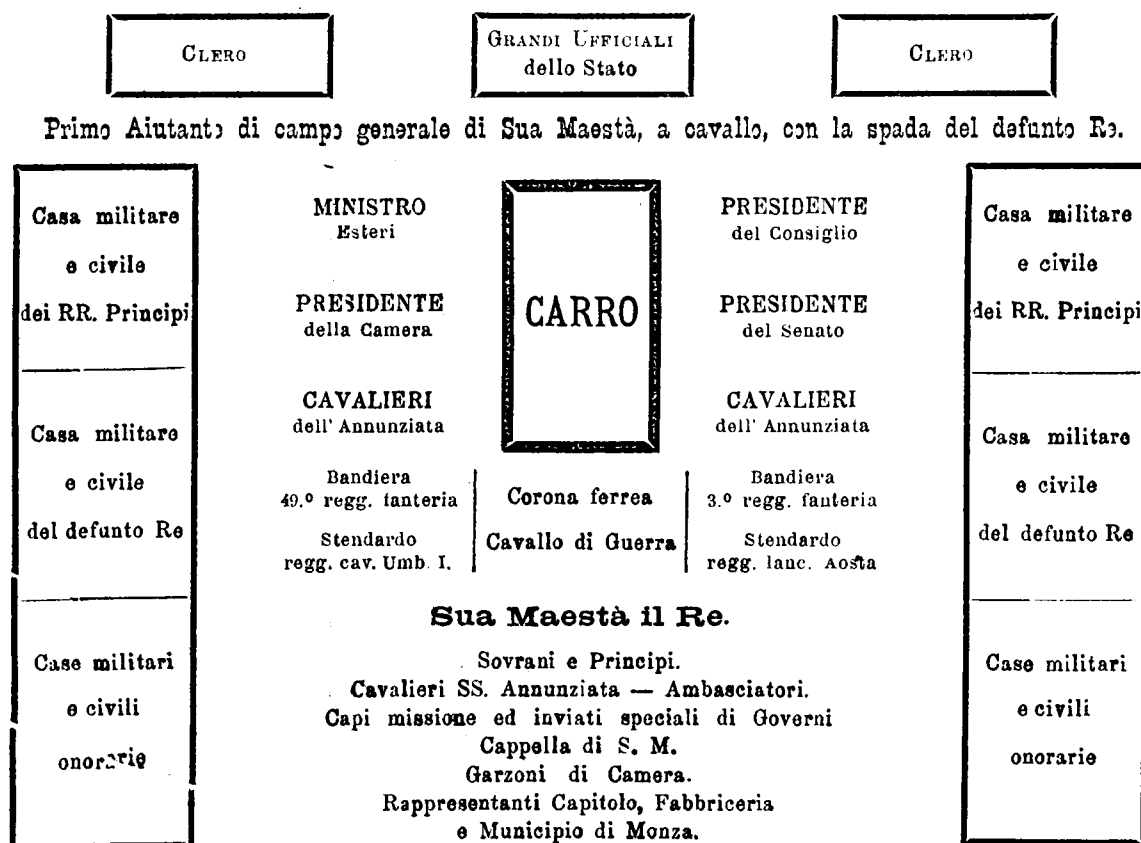 CLERO
GRANDI UFFICIALI
dello Stato
CLERO
Primo Aiutante di campo generale di Sua Maestà, a cavallo, con la spada del defunto Re.
Casa militare
e civile
dei RR. Principi
Casa militare
e civile
del defunto Re
Case militari
e civili
onorarie
MINISTRO
Esteri
PRESIDENTE
della Camera
CAVALIERI
dell' Annunziata
Bandiera
49.º regg. fanteria
Stendardo
regg. cav. Umb. I.
CARRO
Corona ferrea
Cavallo di Guerra
PRESIDENTE
del Consiglio
PRESIDENTE
del Senato
CAVALIERI
dell' Annunziata
Bandiera
3.º regg. fanteria
Stendardo
regg. lanc. Aosta
Sua Maestà il Re.
Sovrani e Principi.
Cavalieri SS. Annunziata — Ambasciatori.
Capi missione ed inviati speciali di Governi
Cappella di S. M.
Garzoni di Camera.
Rappresentanti Capitolo, Fabbriceria
e Municipio di Monza.
Casa militare
e civile
dei RR. Principi
Casa militare
e civile
del defunto Re
Case militari
e civili
onorarie